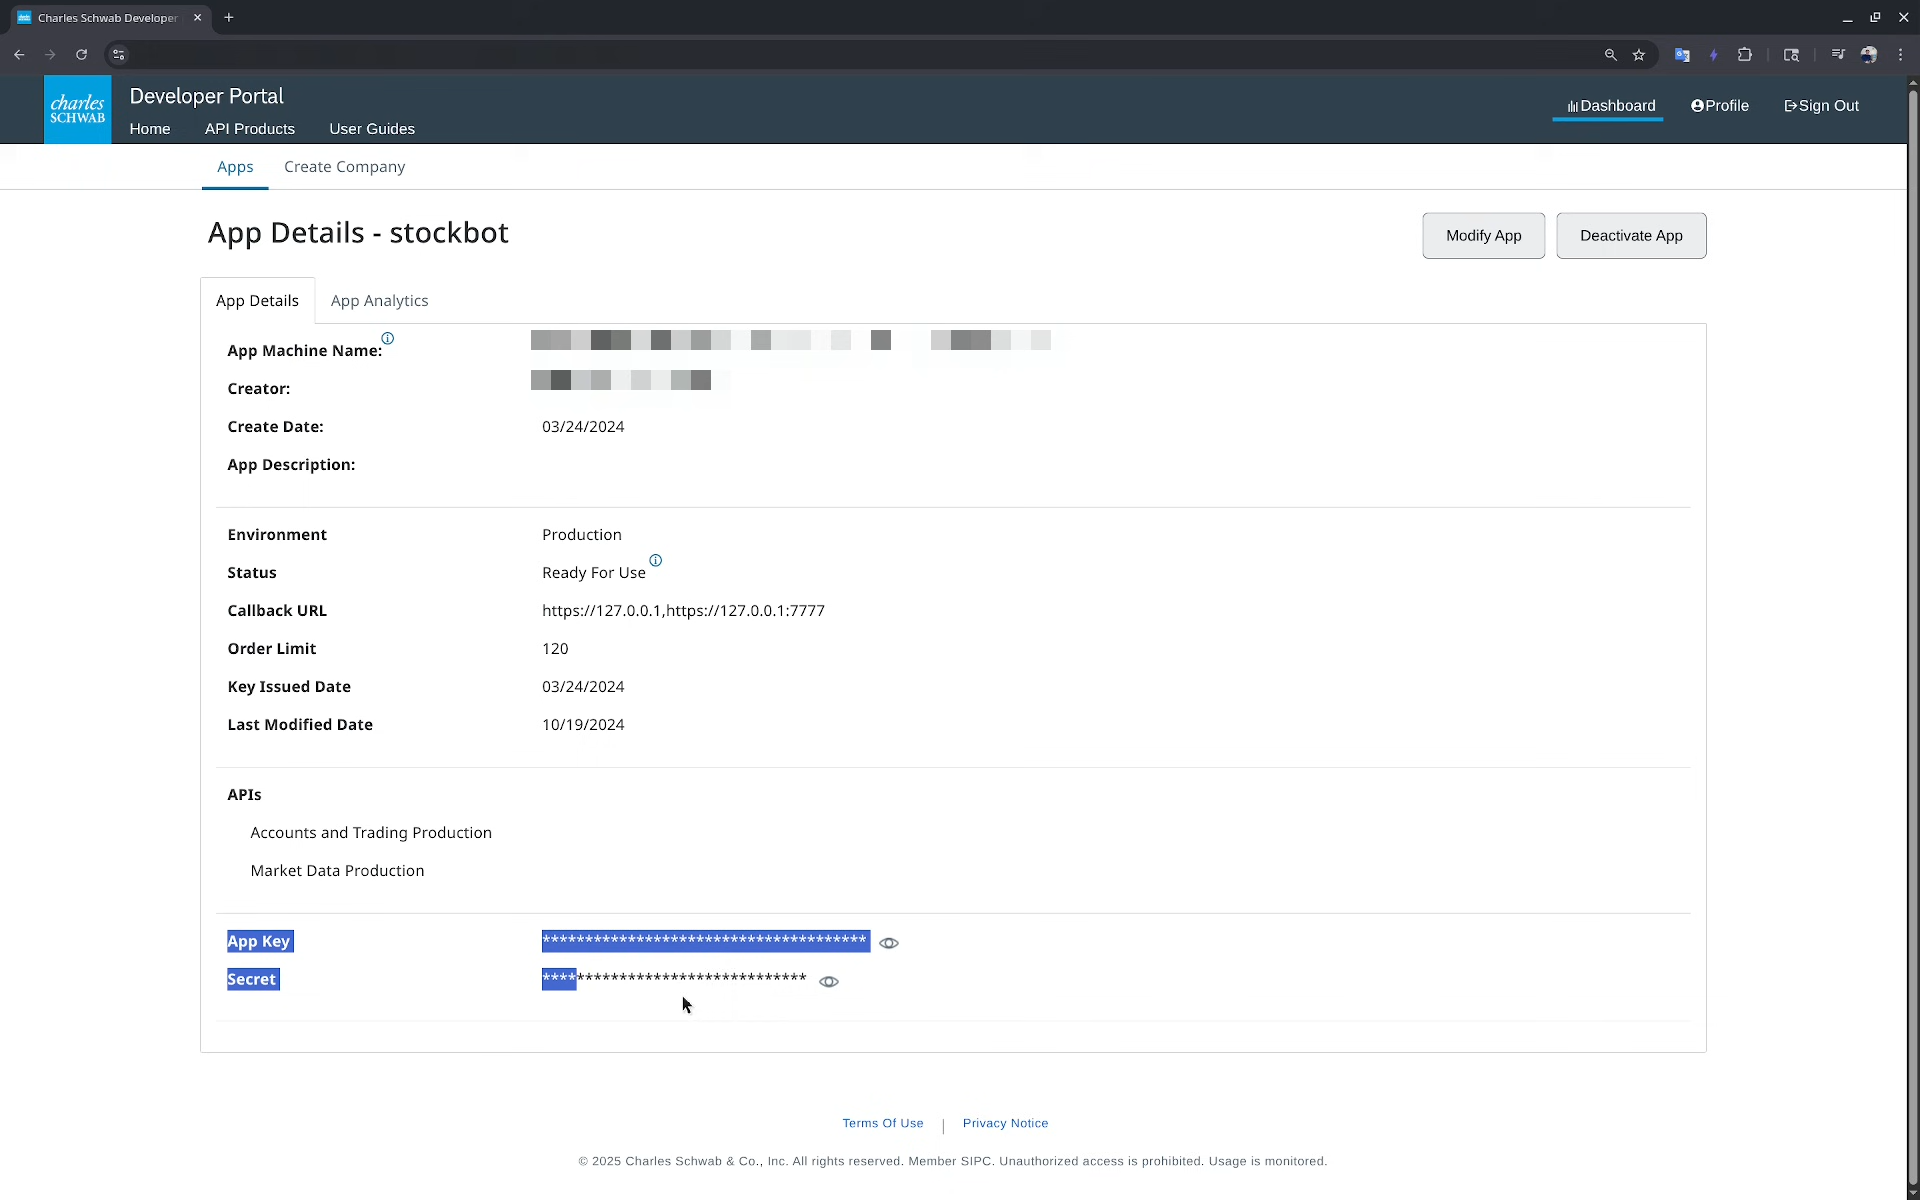 Charles Schwab Developer
charles
SCHWAB
Developer Portal
Home API Products User Guides
Dashboard Profile Sign Out
Apps Create Company
App Details - stockbot
Modify App Deactivate App
App Details App Analytics
App Machine Name:
Creator:
Create Date: 03/24/2024
App Description:
Environment Production
Status Ready For Use
Callback URL https://127.0.0.1,https://127.0.0.1:7777
Order Limit 120
Key Issued Date 03/24/2024
Last Modified Date 10/19/2024
APIs
Accounts and Trading Production
Market Data Production
App Key **************************************
Secret *******************************
Terms Of Use | Privacy Notice
© 2025 Charles Schwab & Co., Inc. All rights reserved. Member SIPC. Unauthorized access is prohibited. Usage is monitored.